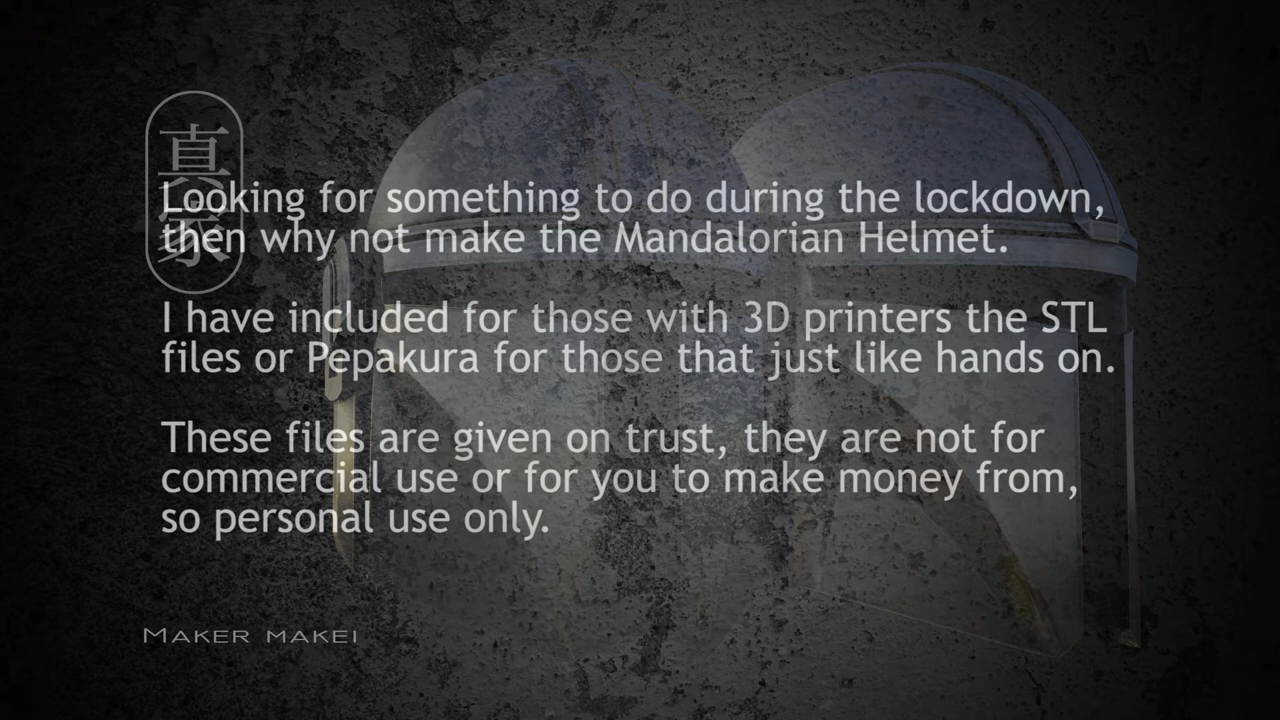 真
家
Looking for something to do during the lockdown,
then why not make the Mandalorian Helmet.
I have included for those with 3D printers the STL
files or Pepakura for those that just like hands on.
These files are given on trust, they are not for
commercial use or for you to make money from,
so personal use only.
MAKER MAKEI